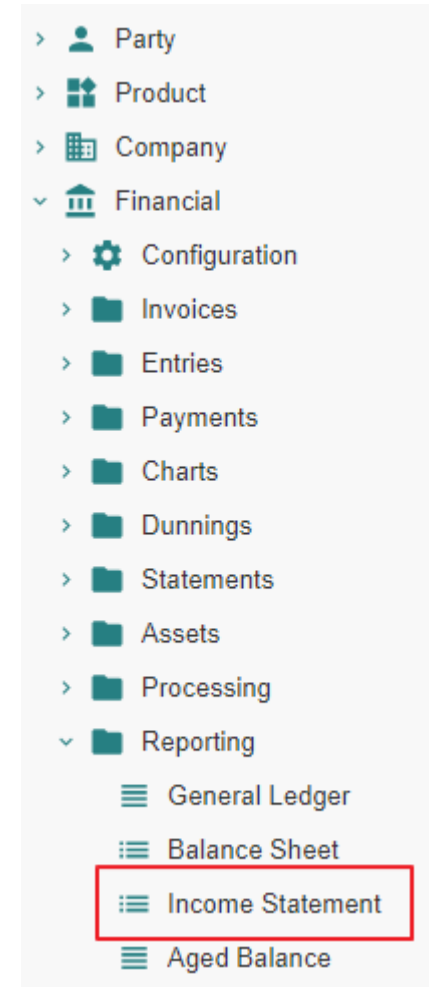 Party
Product
Company
Financial
Configuration
Invoices
Entries
Payments
Charts
Dunnings
Statements
Assets
Processing
Reporting
General Ledger
Balance Sheet
Income Statement
Aged Balance